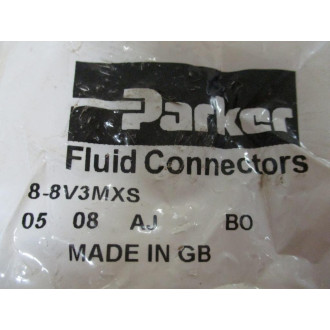 Parker
Fluid Connectors
8-8V3MXS
05 08 AJ BO
MADE IN GB